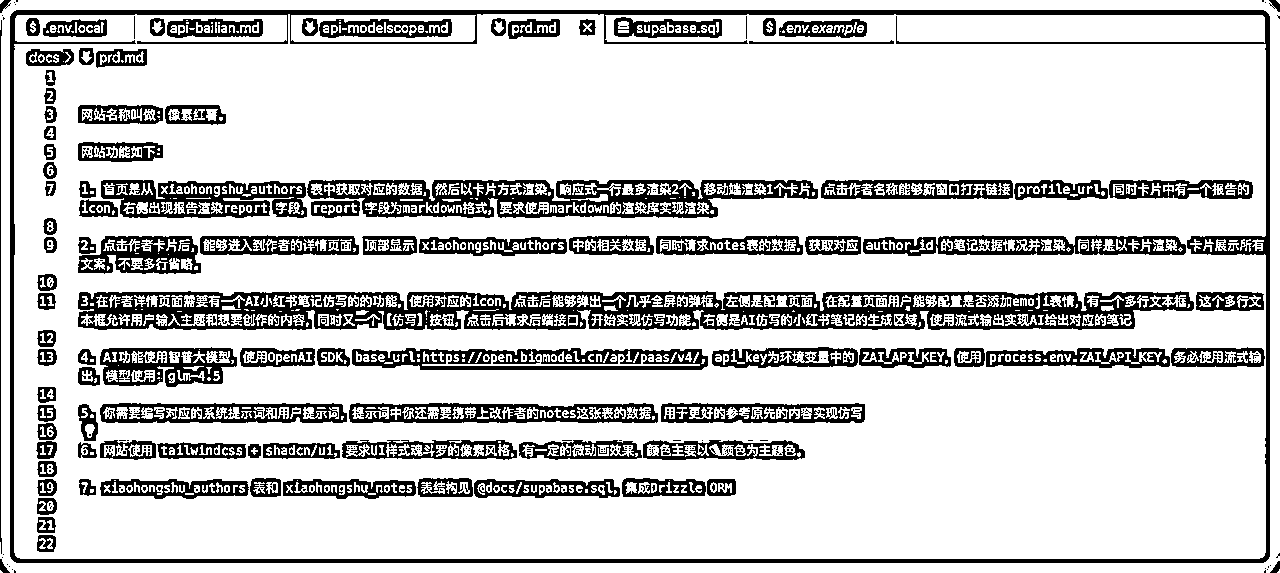 .env.local
api-bailian.md
api-modelscope.md
prd.md
supabase.sql
.env.example
docs > prd.md
1
2
3 网站名称叫做：像素红薯。
4
5 网站功能如下：
6
7 1. 首页是从 xiaohongshu_authors 表中获取对应的数据，然后以卡片方式渲染，响应式一行最多渲染2个，移动端渲染1个卡片，点击作者名称能够新窗口打开链接 profile_url，同时卡片中有一个报告的
icon，右侧出现报告渲染report 字段，report 字段为markdown格式，要求使用markdown的渲染库实现渲染。
8
9 2. 点击作者卡片后，能够进入到作者的详情页面，顶部显示 xiaohongshu_authors 中的相关数据，同时请求notes表的数据，获取对应 author_id 的笔记数据情况并渲染。同样是以卡片渲染，卡片展示所有
文案，不要多行省略。
10
11 3.在作者详情页面需要有一个AI小红书笔记仿写的的功能，使用对应的icon，点击后能够弹出一个几乎全屏的弹框。左侧是配置页面，在配置页面用户能够配置是否添加emoji表情，有一个多行文本框，这个多行文
本框允许用户输入主题和想要创作的内容，同时又一个【仿写】按钮，点击后请求后端接口，开始实现仿写功能。右侧是AI仿写的小红书笔记的生成区域，使用流式输出实现AI给出对应的笔记
12
13 4. AI功能使用智普大模型，使用OpenAI SDK，base_url:https://open.bigmodel.cn/api/paas/v4/， api_key为环境变量中的 ZAI_API_KEY，使用 process.env.ZAI_API_KEY。务必使用流式输
出，模型使用：glm-4.5
14
15 5. 你需要编写对应的系统提示词和用户提示词，提示词中你还需要携带上改作者的notes这张表的数据，用于更好的参考原先的内容实现仿写
16
17 6. 网站使用 tailwindcss + shadcn/ui，要求UI样式魂斗罗的像素风格，有一定的微动画效果，颜色主要以🍠颜色为主题色。
18
19 7. xiaohongshu_authors 表和 xiaohongshu_notes 表结构见 @docs/supabase.sql，集成Drizzle ORM
20
21
22